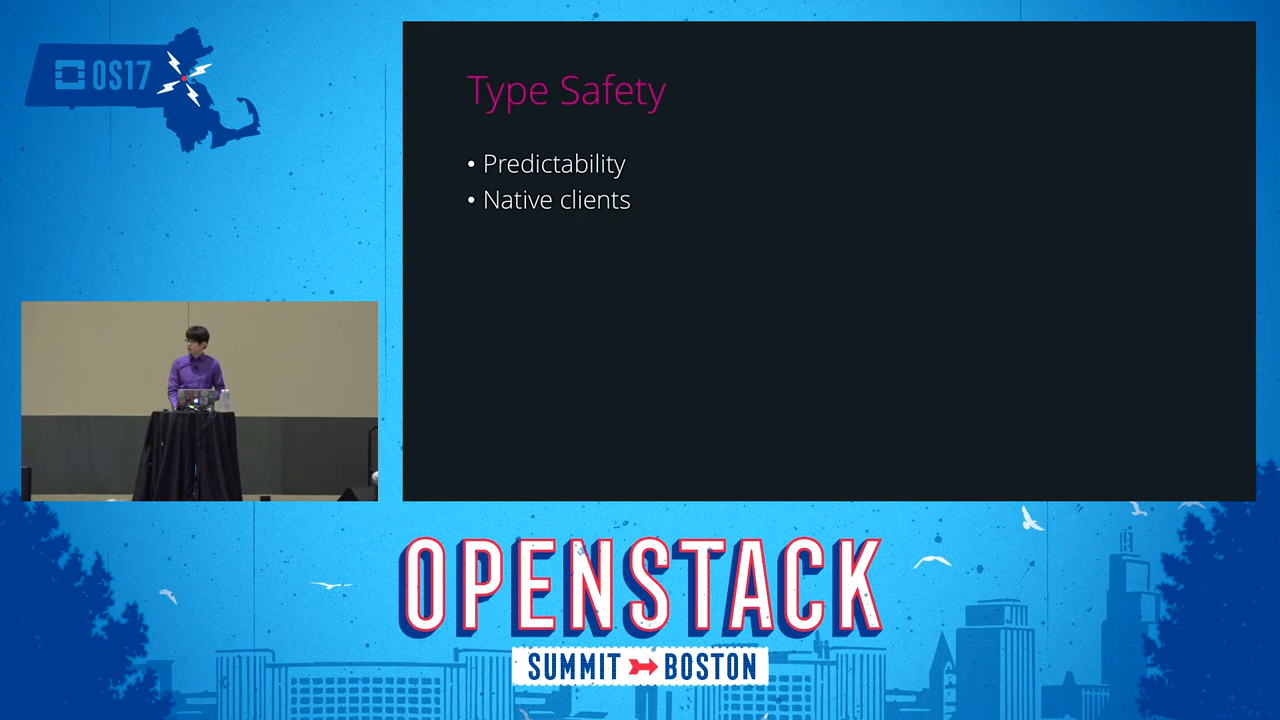 OS17
Type Safety
• Predictability
• Native clients
OPENSTACK
SUMMIT BOSTON